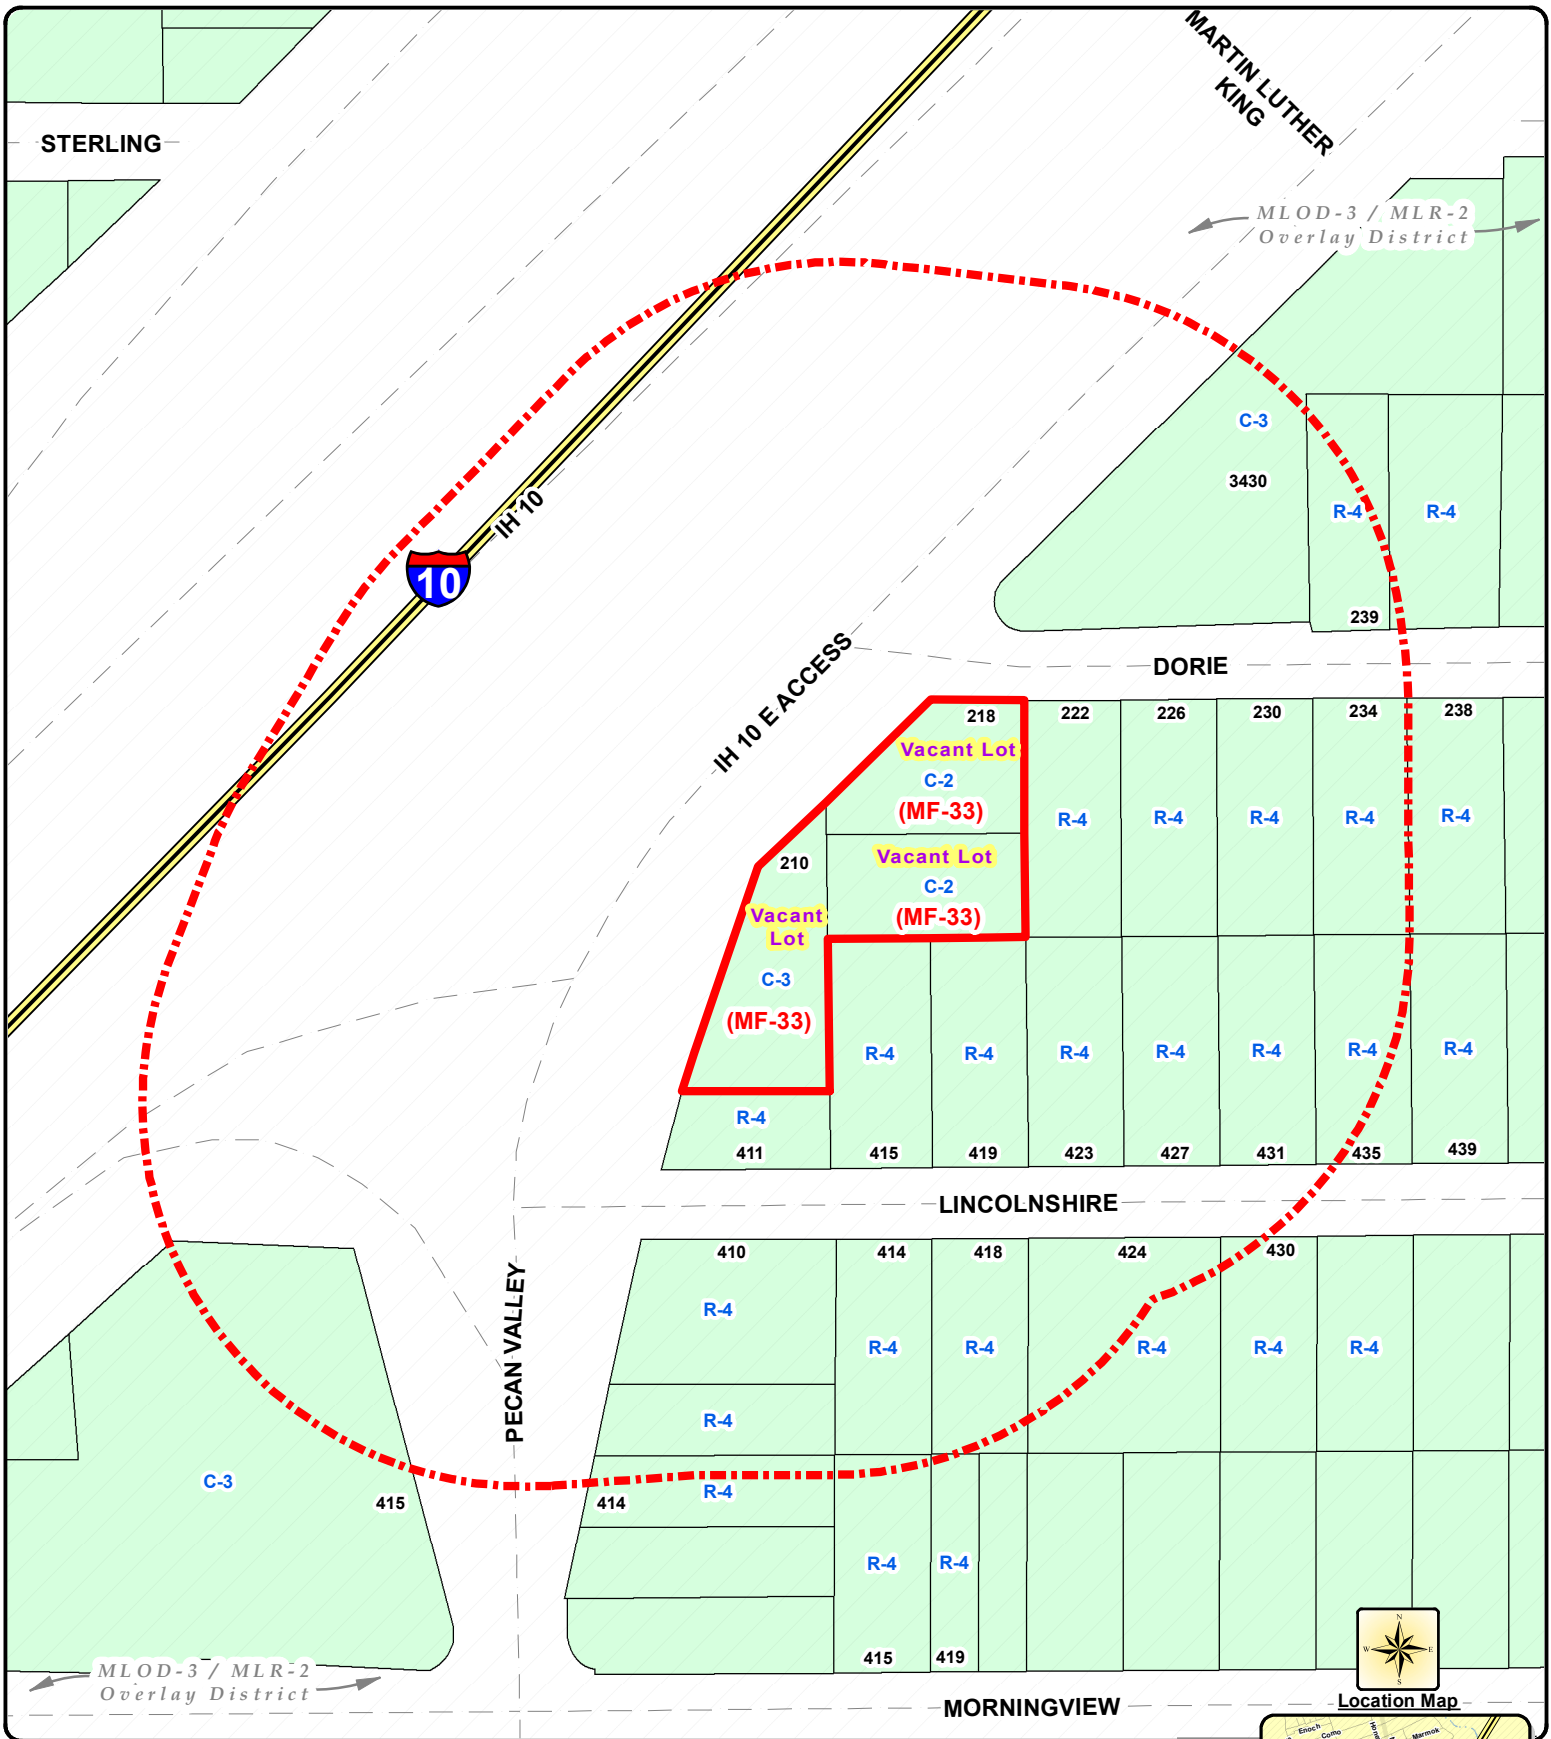 MARTIN LUTHER
KING
STERLING
MLOD-3 / MLR-2
Overlay District
C-3
3430
R-4
R-4
IH 10
10
239
DORIE
IH 10 E ACCESS
218
222
226
230
234
238
Vacant Lot
C-2
(MF-33)
R-4
R-4
R-4
R-4
R-4
210
Vacant Lot
C-2
(MF-33)
Vacant
Lot
C-3
(MF-33)
R-4
R-4
R-4
R-4
R-4
R-4
R-4
R-4
411
415
419
423
427
431
435
439
LINCOLNSHIRE
410
414
418
424
430
PECAN VALLEY
R-4
R-4
R-4
R-4
R-4
R-4
R-4
C-3
415
414
R-4
R-4
R-4
415
419
MLOD-3 / MLR-2
Overlay District
MORNINGVIEW
N
W
E
S
Location Map
Enoch
Como
Marmok